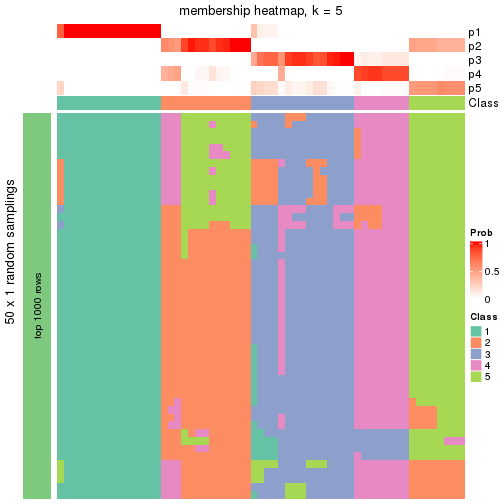 membership heatmap, k = 5
p1
p2
p3
p4
p5
Class
50 x 1 random samplings
top 1000 rows
Prob
1
0.5
0
Class
1
2
3
4
5